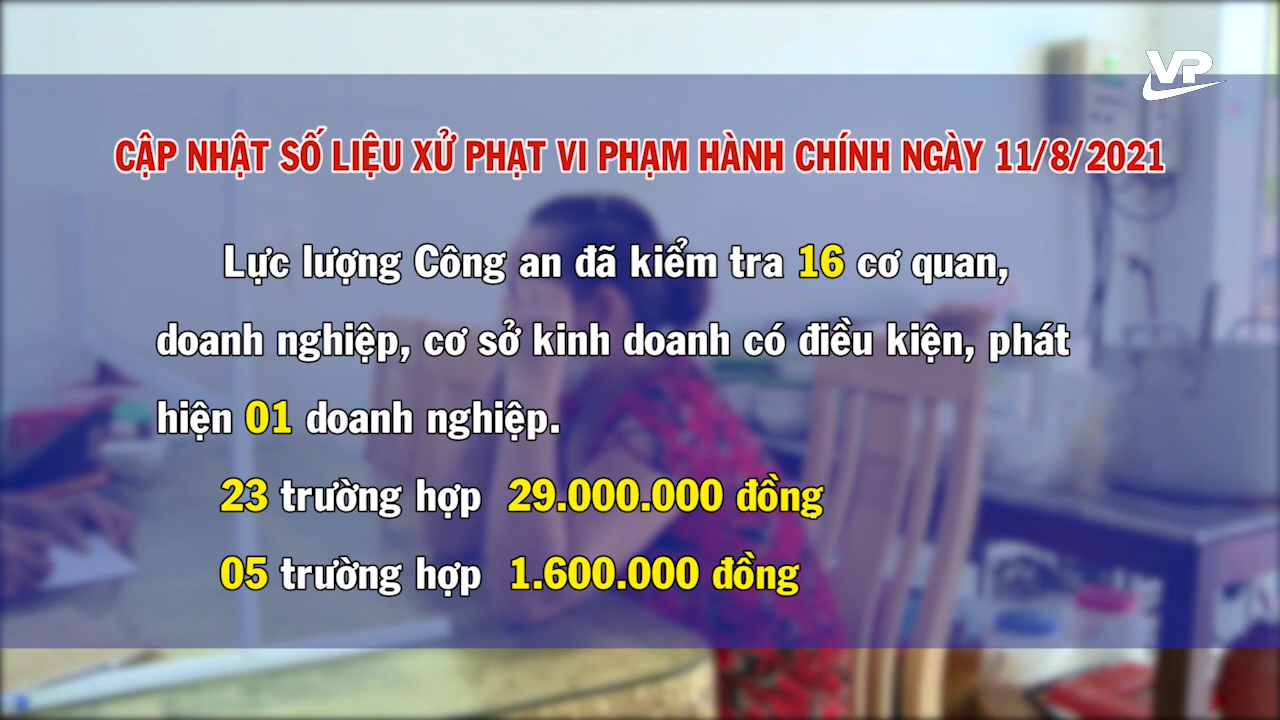 VP
CẬP NHẬT SỐ LIỆU XỬ PHẠT VI PHẠM HÀNH CHÍNH NGÀY 11/8/2021
Lực lượng Công an đã kiểm tra 16 cơ quan,
doanh nghiệp, cơ sở kinh doanh có điều kiện, phát
hiện 01 doanh nghiệp.
23 trường hợp 29.000.000 đồng
05 trường hợp 1.600.000 đồng